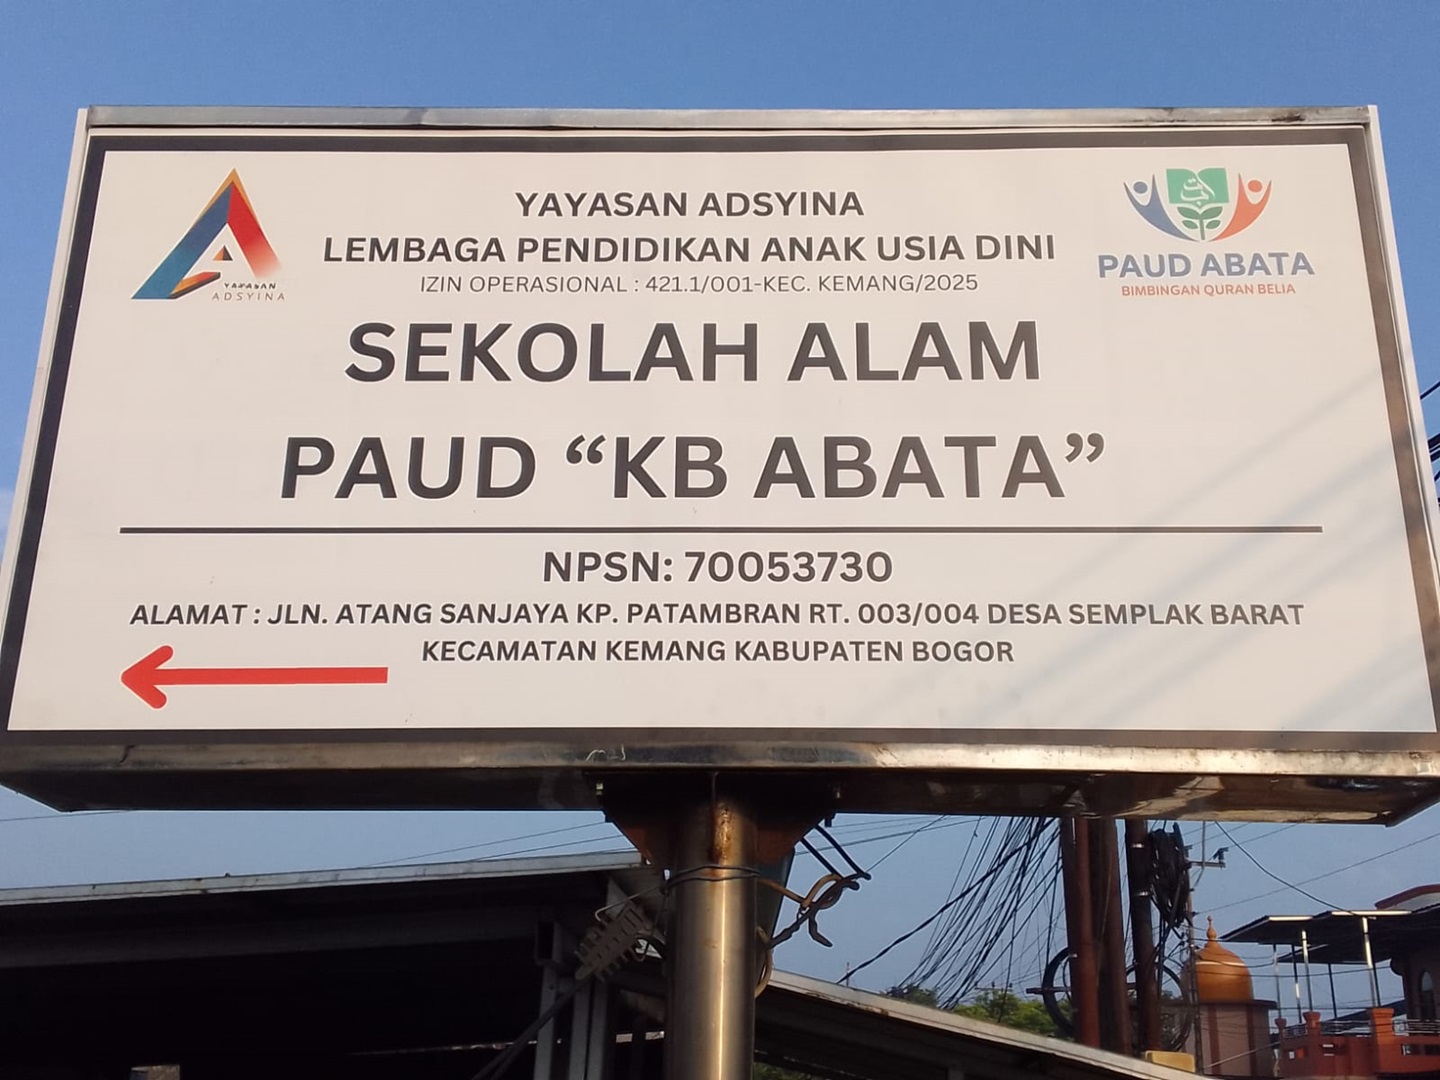 YAYASAN
ADSYINA
YAYASAN ADSYINA
LEMBAGA PENDIDIKAN ANAK USIA DINI
IZIN OPERASIONAL : 421.1/001-KEC. KEMANG/2025
PAUD ABATA
BIMBINGAN QURAN BELIA
SEKOLAH ALAM
PAUD “KB ABATA”
NPSN: 70053730
ALAMAT : JLN. ATANG SANJAYA KP. PATAMBRAN RT. 003/004 DESA SEMPLAK BARAT
KECAMATAN KEMANG KABUPATEN BOGOR